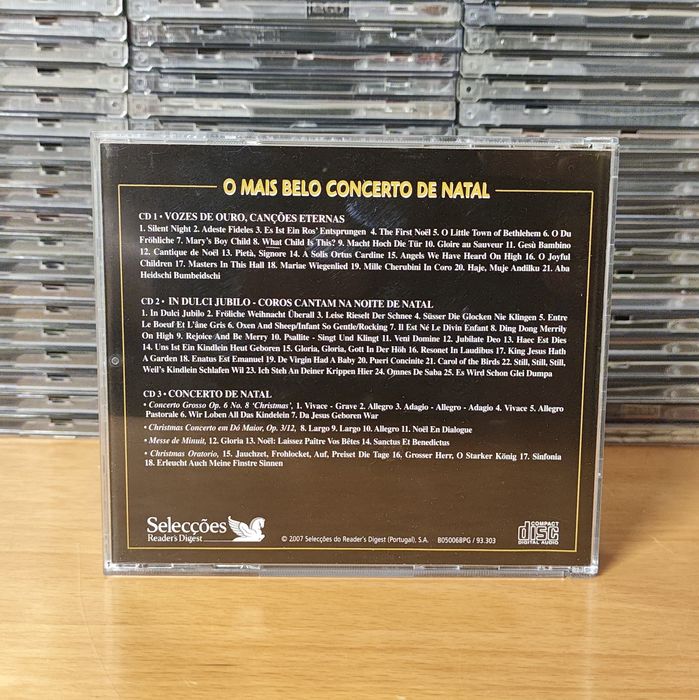 O MAIS BELO CONCERTO DE NATAL
CD 1 • VOZES DE OURO, CANÇÕES ETERNAS
1. Silent Night 2. Adeste Fideles 3. Es Ist Ein Ros' Entsprungen 4. The First Noël 5. O Little Town of Bethlehem 6. O Du
Fröhliche 7. Mary's Boy Child 8. What Child Is This? 9. Macht Hoch Die Tür 10. Gloire au Sauveur 11. Gesù Bambino
12. Cantique de Noël 13. Pietà, Signore 14. A Solis Ortus Cardine 15. Angels We Have Heard On High 16. O Joyful
Children 17. Masters In This Hall 18. Mariae Wiegenlied 19. Mille Cherubini In Coro 20. Haje, Muje Andilku 21. Aba
Heidschi Bumbeidschi
CD 2 • IN DULCI JUBILO - COROS CANTAM NA NOITE DE NATAL
1. In Dulci Jubilo 2. Fröliche Weihnacht Überall 3. Leise Rieselt Der Schnee 4. Süsser Die Glocken Nie Klingen 5. Entre
Le Boeuf Et L'âne Gris 6. Oxen And Sheep/Infant So Gentle/Rocking 7. Il Est Né Le Divin Enfant 8. Ding Dong Merrily
On High 9. Rejoice And Be Merry 10. Psallite - Singt Und Klingt 11. Veni Domine 12. Jubilate Deo 13. Haec Est Dies
14. Uns Ist Ein Kindlein Heut Geboren 15. Gloria, Gloria, Gott In Der Höh 16. Resonet In Laudibus 17. King Jesus Hath
A Garden 18. Enatus Est Emanuel 19. De Virgin Had A Baby 20. Pueri Concinite 21. Carol of the Birds 22. Still, Still, Still,
Weil's Kindlein Schlafen Wil 23. Ich Steh An Deiner Krippen Hier 24. Omnes De Saba 25. Es Wird Schon Glei Dumpa
CD 3 • CONCERTO DE NATAL
• Concerto Grosso Op. 6 No. 8 'Christmas', 1. Vivace - Grave 2. Allegro 3. Adagio - Allegro - Adagio 4. Vivace 5. Allegro
Pastorale 6. Wir Loben All Das Kindelein 7. Da Jesus Geboren War
• Christmas Concerto em Dó Maior, Op. 3/12, 8. Largo 9. Largo 10. Allegro 11. Noël En Dialogue
• Messe de Minuit, 12. Gloria 13. Noël: Laissez Paître Vos Bêtes 14. Sanctus Et Benedictus
• Christmas Oratorio, 15. Jauchzet, Frohlocket, Auf, Preiset Die Tage 16. Grosser Herr, O Starker König 17. Sinfonia
18. Erleucht Auch Meine Finstre Sinnen
Selecções
Reader's Digest
© 2007 Selecções do Reader's Digest (Portugal), S.A. B05006BPG / 93.303
COMPACT
disc
DIGITAL AUDIO